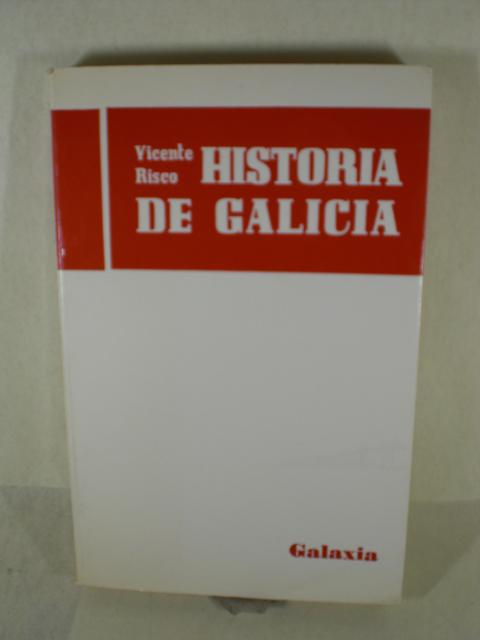 Vicente
Risco
HISTORIA
DE GALICIA
Galaxia